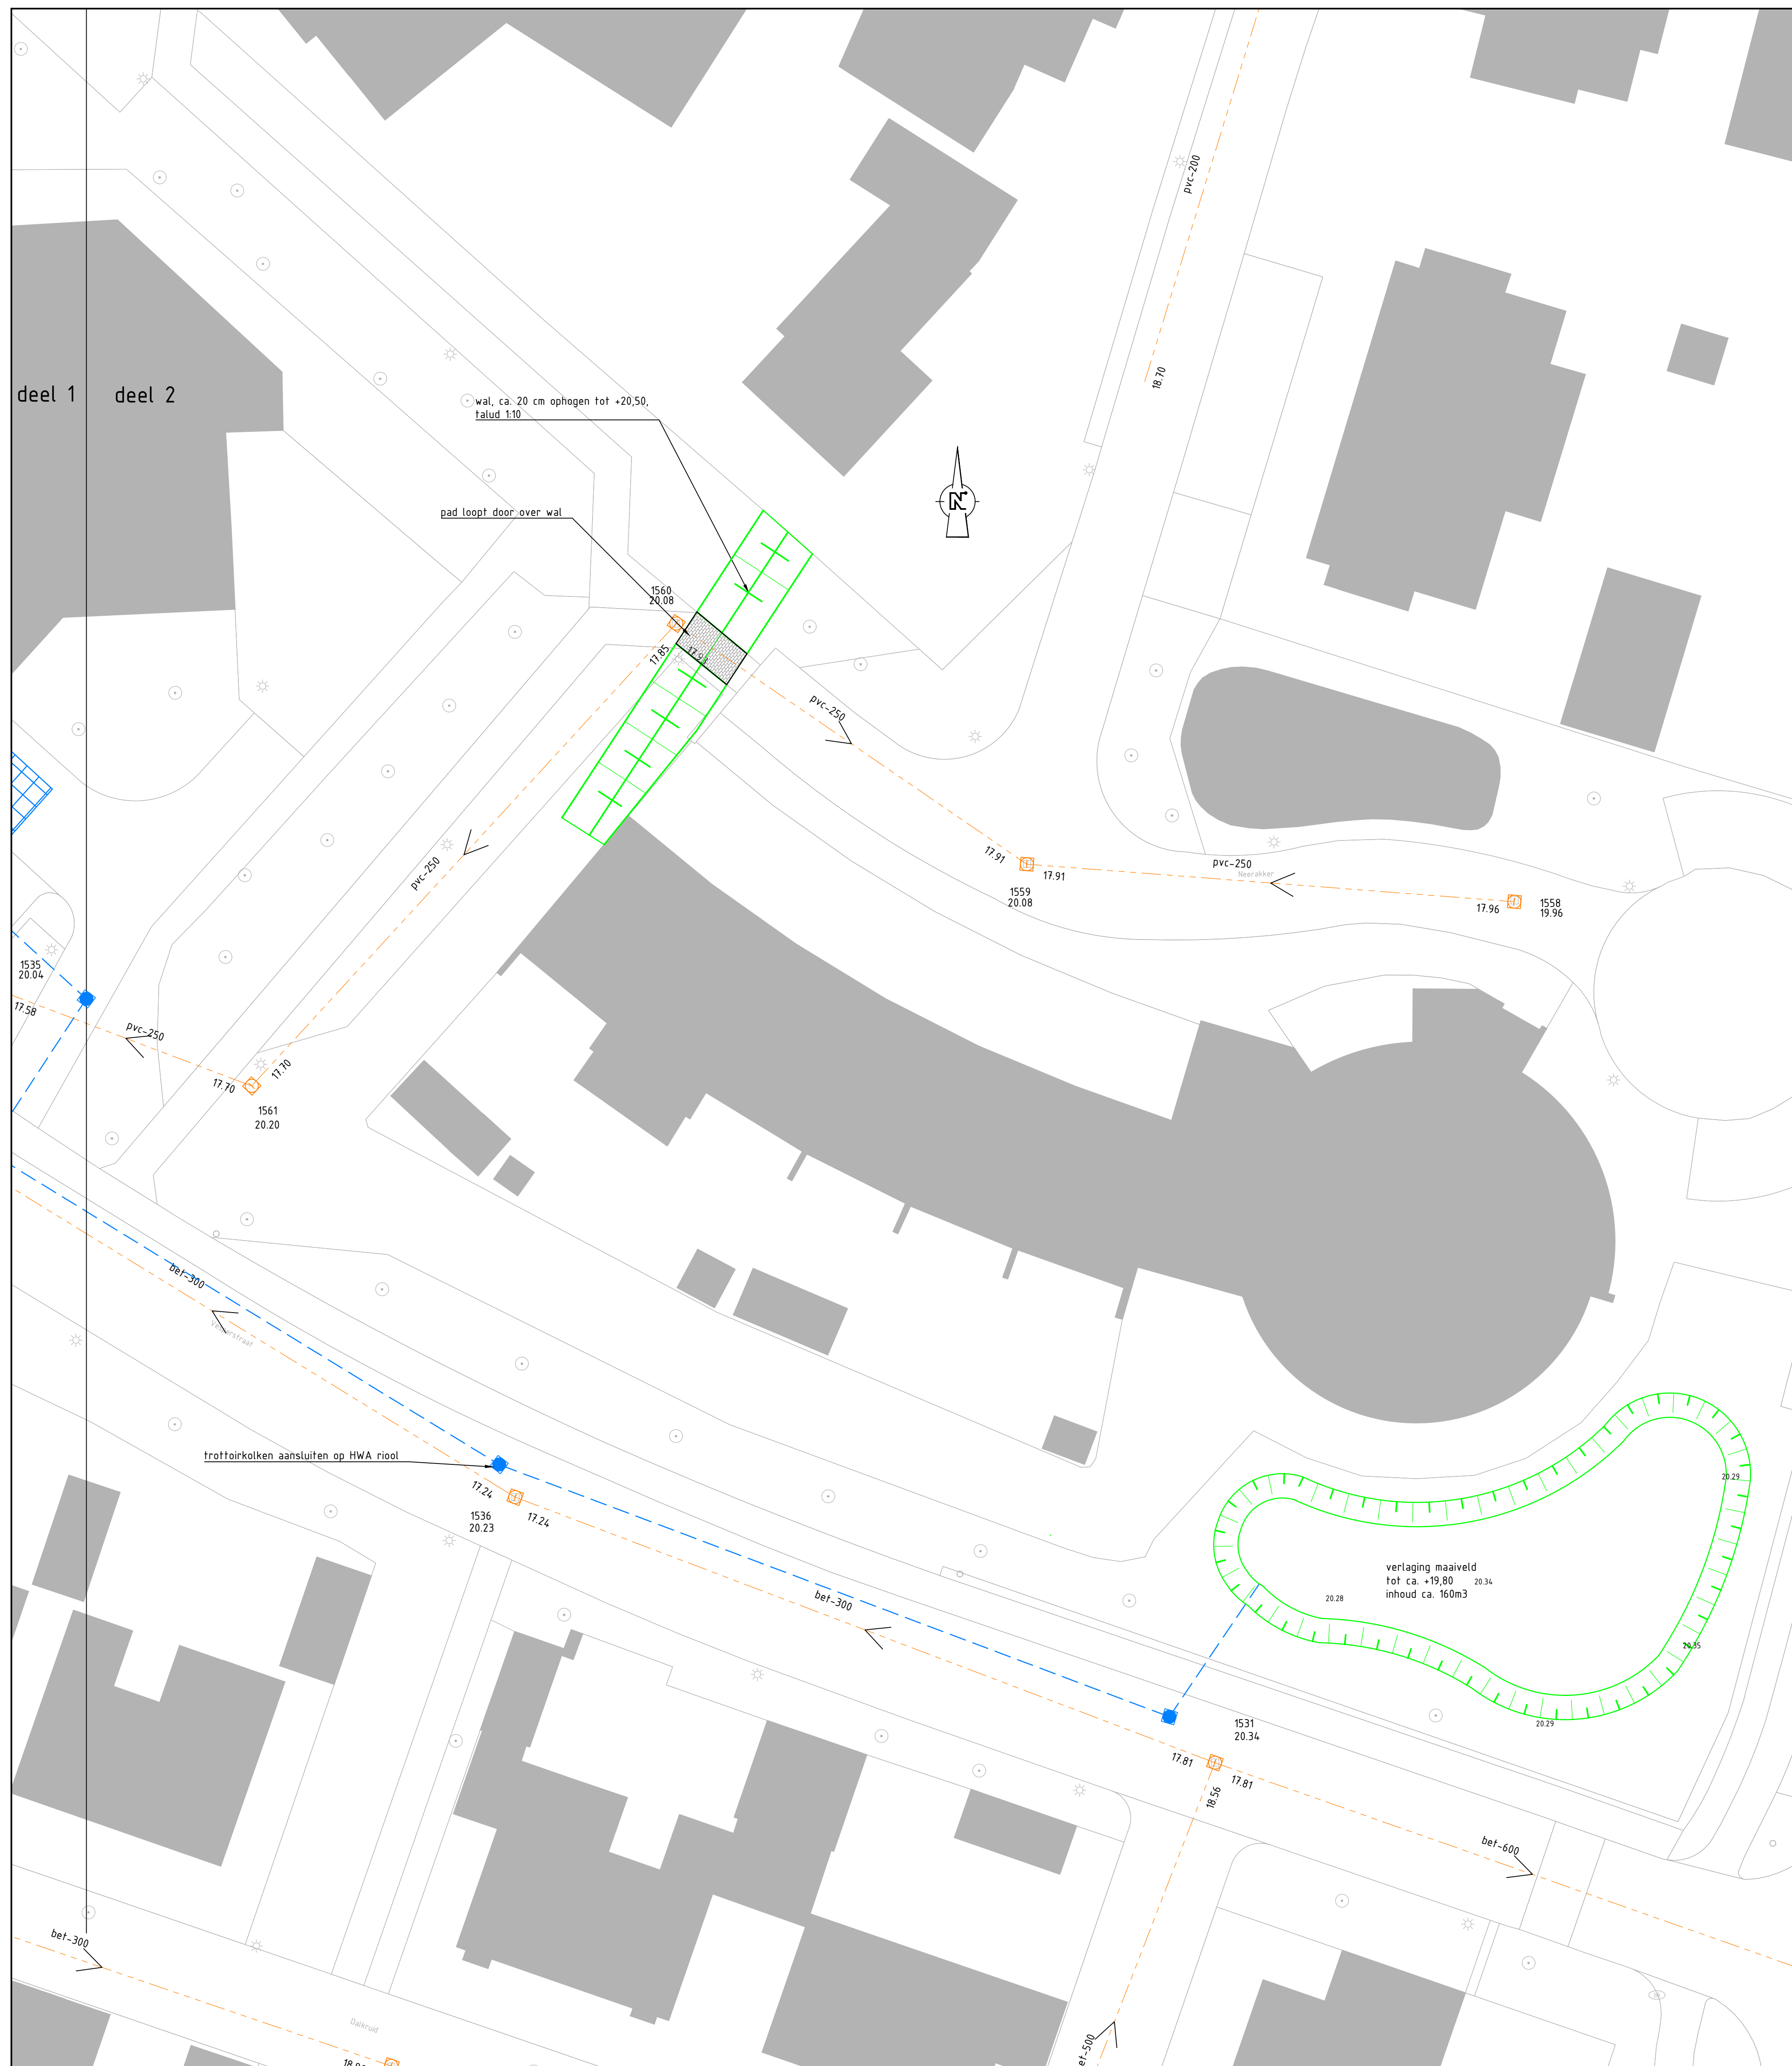 pvc-200
18.70
deel 1
deel 2
wal, ca. 20 cm ophogen tot +20,50,
talud 1:10
pad loopt door over wal
N
1560
20.08
17.85
17.93
pvc-250
pvc-250
17.91
17.91
1559
20.08
pvc-250
Neerakker
17.96
1558
19.96
1535
20.04
17.58
pvc-250
17.70
17.70
1561
20.20
bet-300
trottoirkolken aansluiten op HWA riool
17.24
17.24
1536
20.23
bet-300
20.29
verlaging maaiveld
tot ca. +19,80
inhoud ca. 160m3
20.34
20.28
20.35
20.29
1531
20.34
17.81
17.81
18.56
bet-600
bet-300
Dalkruid